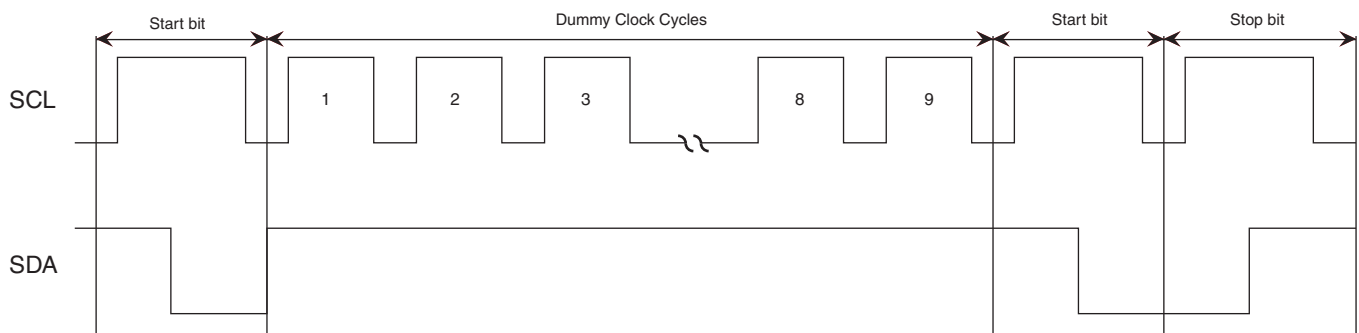 Start bit
Dummy Clock Cycles
Start bit
Stop bit
SCL
1
2
3
8
9
SDA